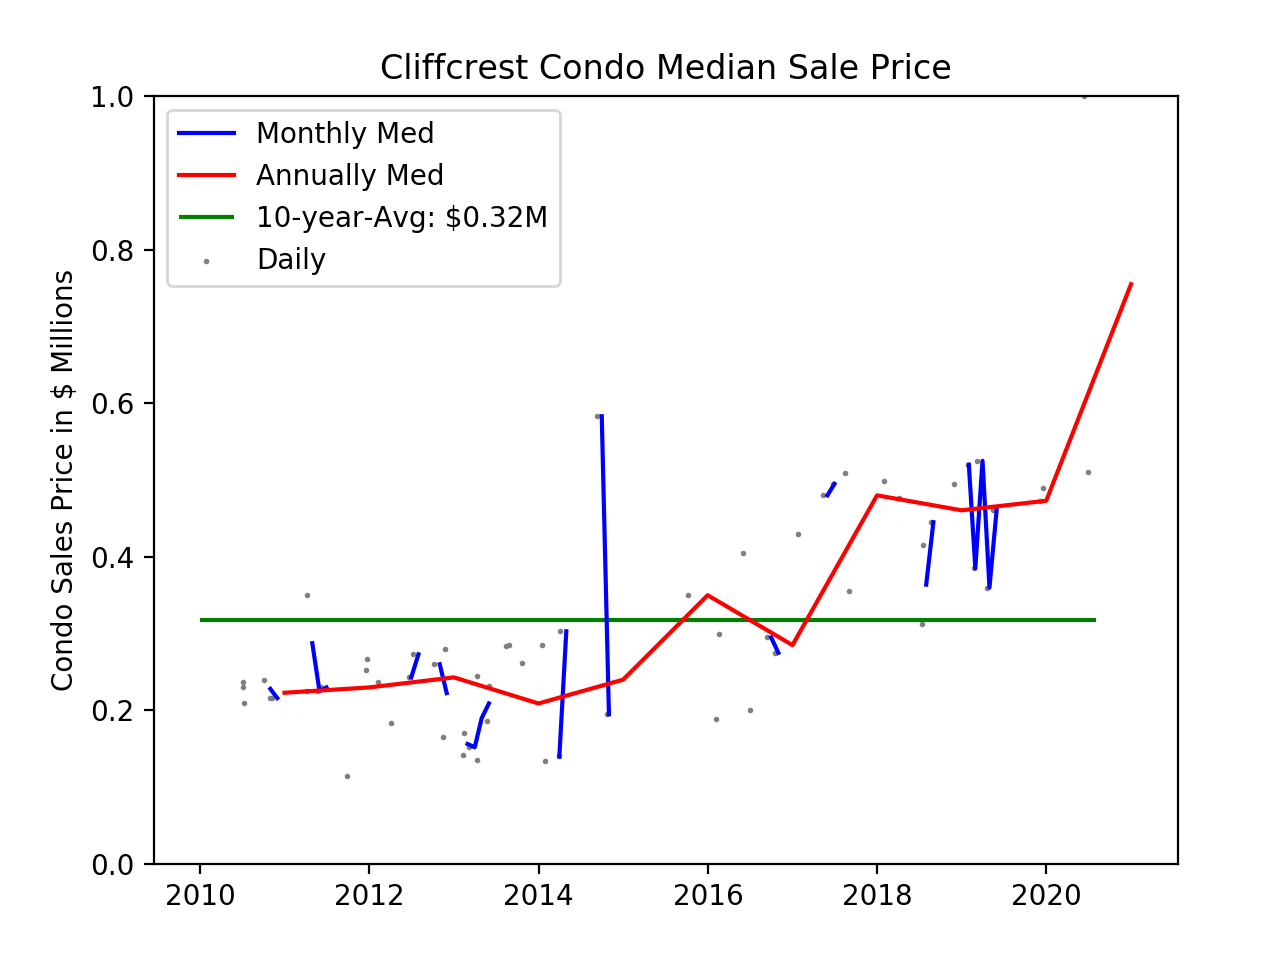 Cliffcrest Condo Median Sale Price
Monthly Med
Annually Med
10-year-Avg: $0.32M
Daily
Condo Sales Price in $ Millions
1.0
0.8
0.6
0.4
0.2
0.0
2010 2012 2014 2016 2018 2020